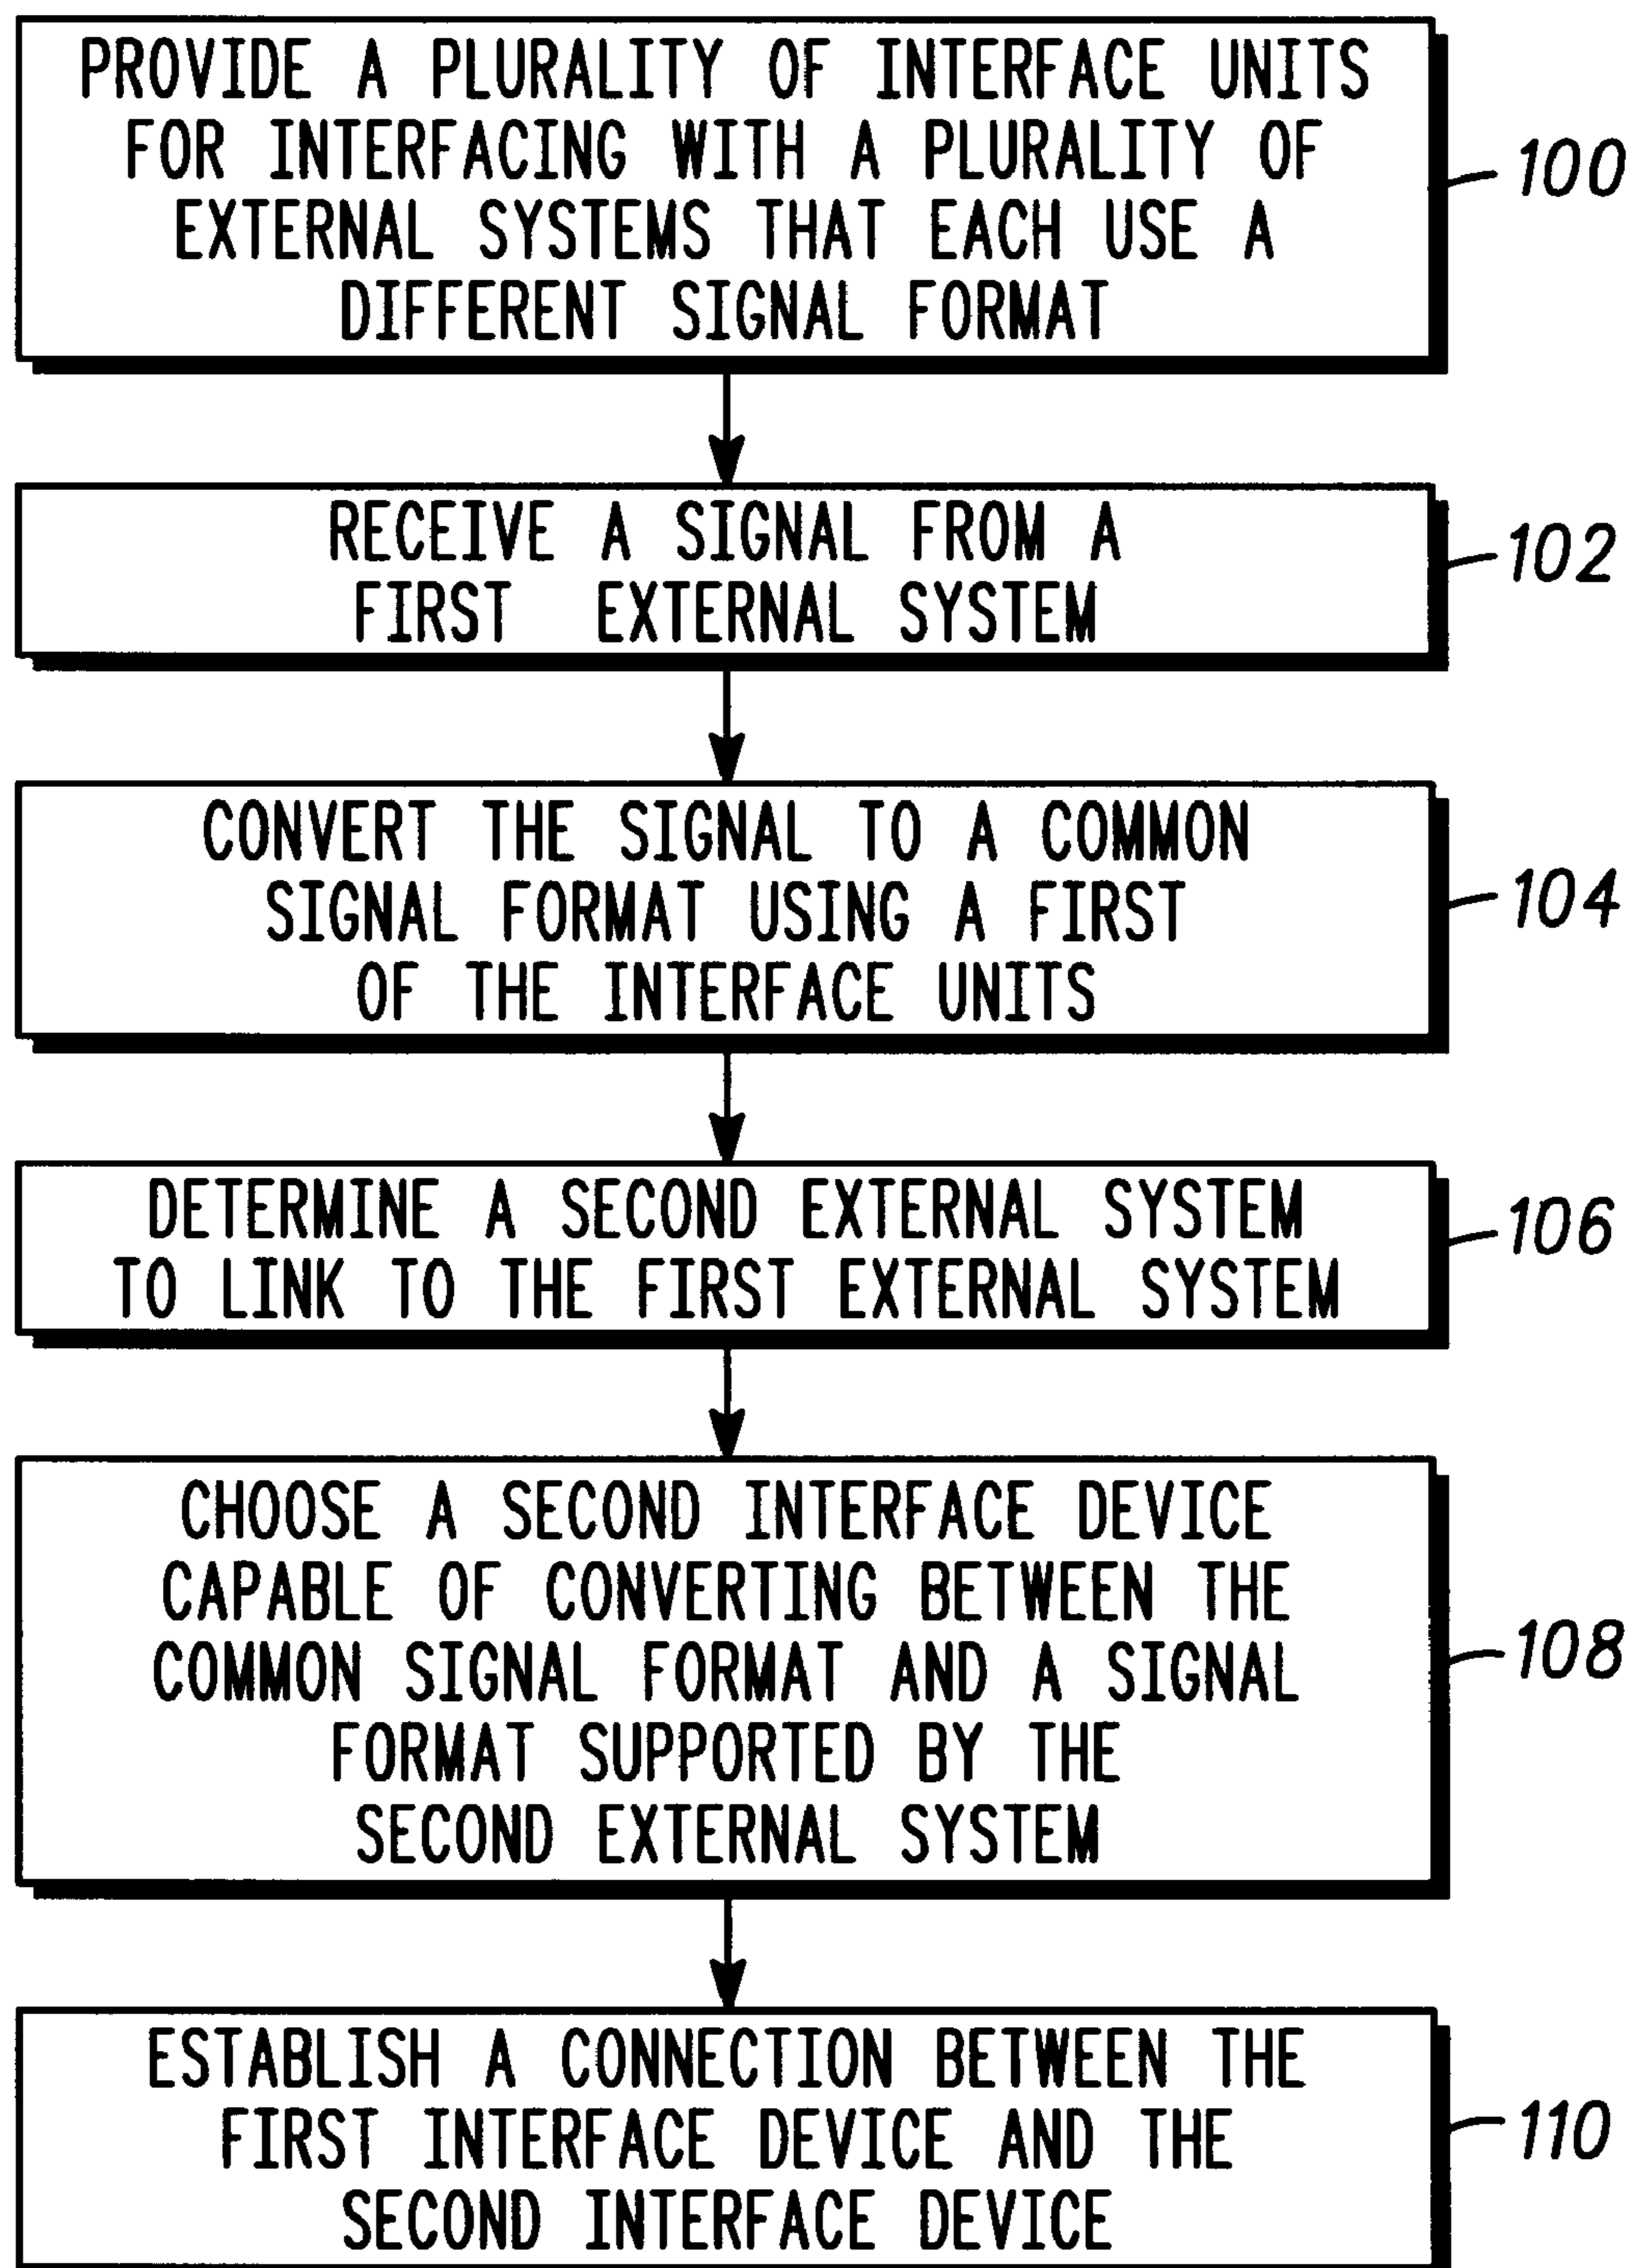 PROVIDE A PLURALITY OF INTERFACE UNITS
FOR INTERFACING WITH A PLURALITY OF
EXTERNAL SYSTEMS THAT EACH USE A
DIFFERENT SIGNAL FORMAT
100
RECEIVE A SIGNAL FROM A
FIRST EXTERNAL SYSTEM
102
CONVERT THE SIGNAL TO A COMMON
SIGNAL FORMAT USING A FIRST
OF THE INTERFACE UNITS
104
DETERMINE A SECOND EXTERNAL SYSTEM
TO LINK TO THE FIRST EXTERNAL SYSTEM
106
CHOOSE A SECOND INTERFACE DEVICE
CAPABLE OF CONVERTING BETWEEN THE
COMMON SIGNAL FORMAT AND A SIGNAL
FORMAT SUPPORTED BY THE
SECOND EXTERNAL SYSTEM
108
ESTABLISH A CONNECTION BETWEEN THE
FIRST INTERFACE DEVICE AND THE
SECOND INTERFACE DEVICE
110